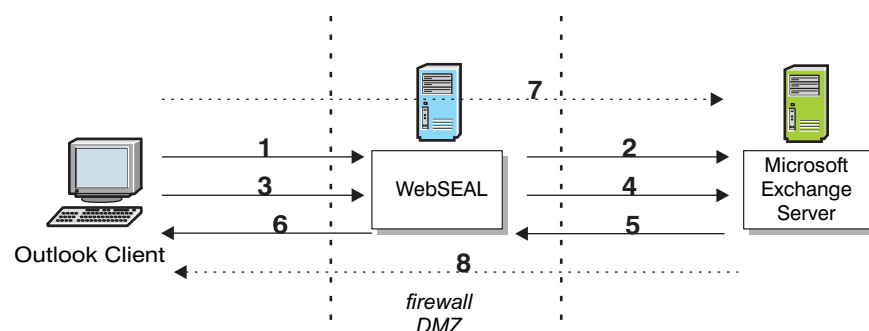 7
1
2
3
4
6
5
8
WebSEAL
Microsoft
Exchange
Server
Outlook Client
firewall
DMZ